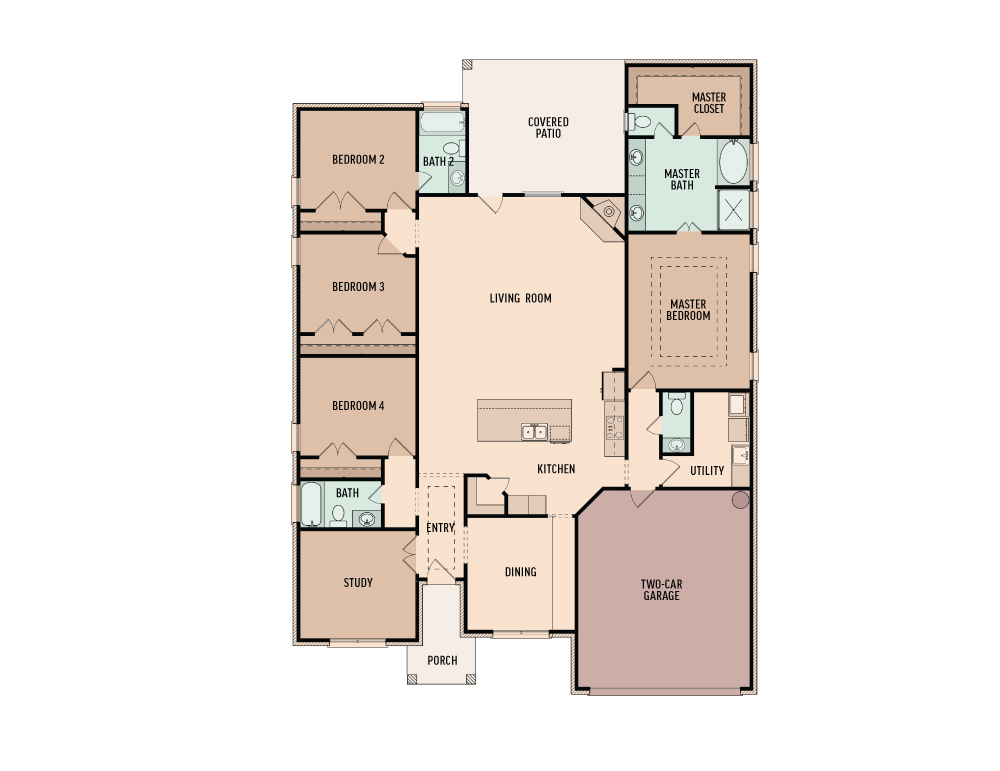 MASTER
CLOSET
COVERED
PATIO
BEDROOM 2
BATH 2
MASTER
BATH
BEDROOM 3
LIVING ROOM
MASTER
BEDROOM
BEDROOM 4
KITCHEN
UTILITY
BATH
ENTRY
DINING
STUDY
TWO-CAR
GARAGE
PORCH